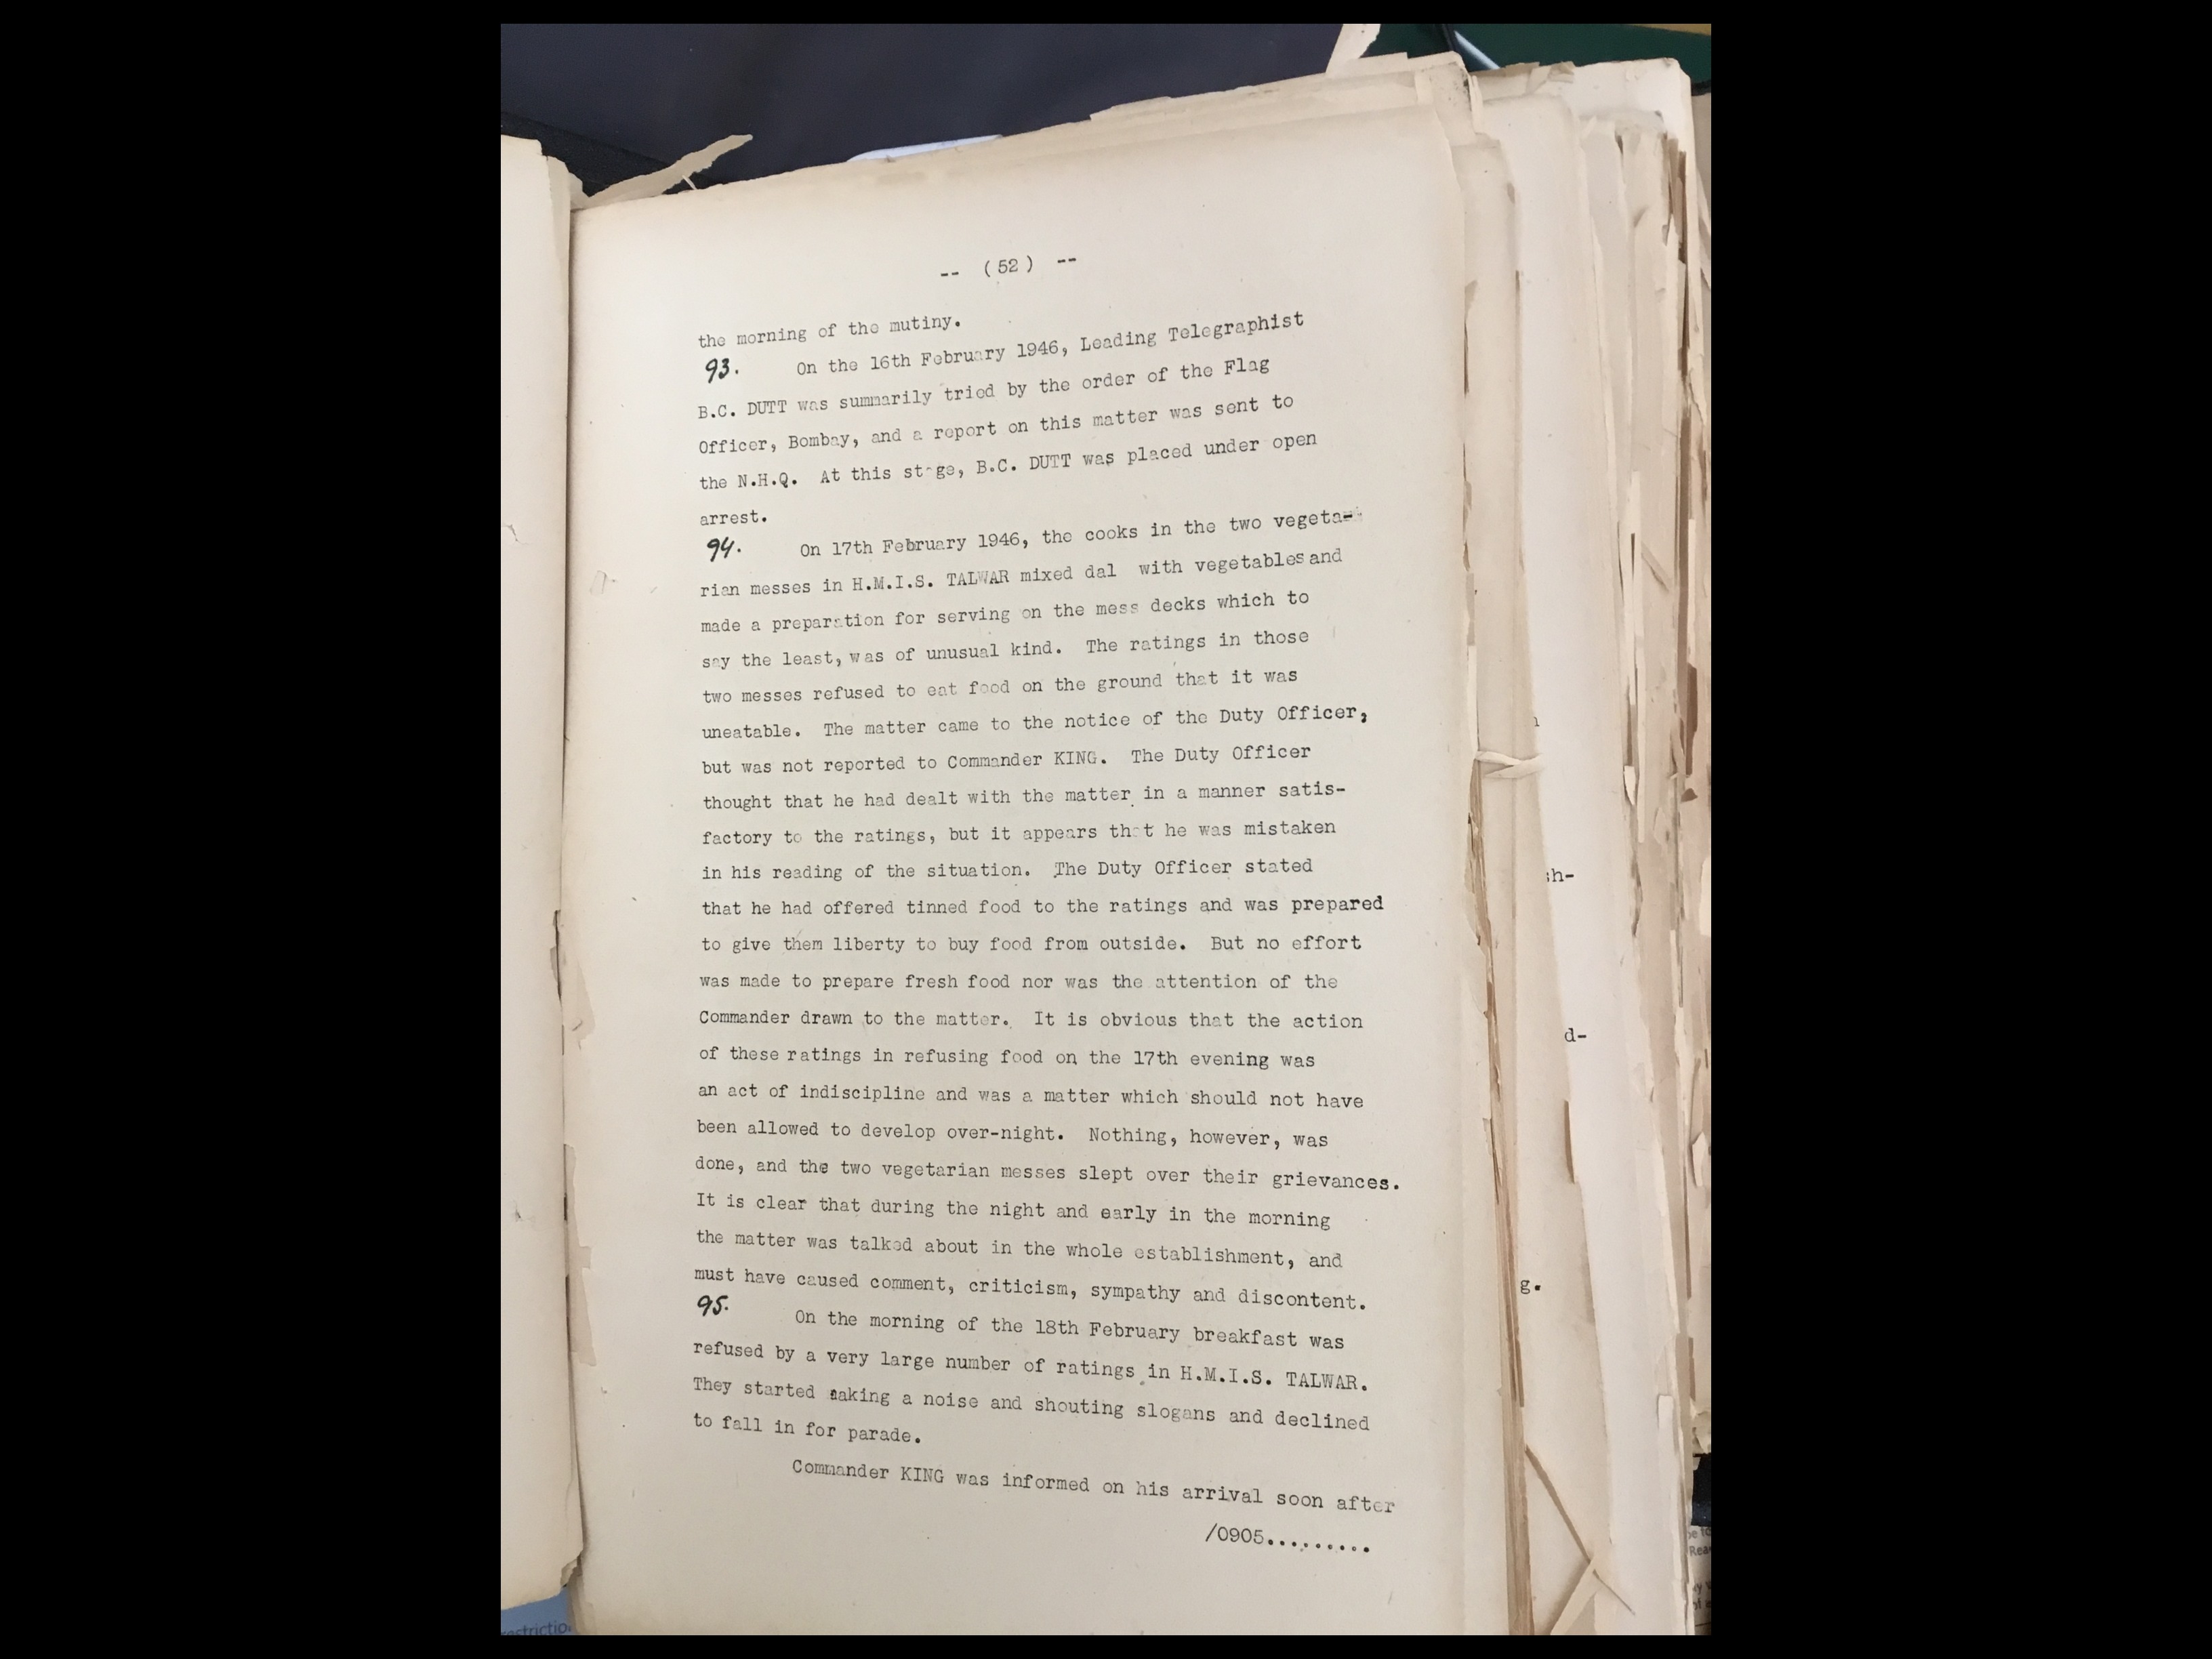 -- (52) --
the morning of the mutiny.
93. On the 16th February 1946, Leading Telegraphist
B.C. DUTT was summarily tried by the order of the Flag
Officer, Bombay, and a report on this matter was sent to
the N.H.Q. At this stage, B.C. DUTT was placed under open
arrest.
94. On 17th February 1946, the cooks in the two vegeta-
rian messes in H.M.I.S. TALWAR mixed dal with vegetables and
made a preparation for serving on the mess decks which to
say the least, was of unusual kind. The ratings in those
two messes refused to eat food on the ground that it was
uneatable. The matter came to the notice of the Duty Officer,
but was not reported to Commander KING. The Duty Officer
thought that he had dealt with the matter in a manner satis-
factory to the ratings, but it appears that he was mistaken
in his reading of the situation. The Duty Officer stated
that he had offered tinned food to the ratings and was prepared
to give them liberty to buy food from outside. But no effort
was made to prepare fresh food nor was the attention of the
Commander drawn to the matter. It is obvious that the action
of these ratings in refusing food on the 17th evening was
an act of indiscipline and was a matter which should not have
been allowed to develop over-night. Nothing, however, was
done, and the two vegetarian messes slept over their grievances.
It is clear that during the night and early in the morning
the matter was talked about in the whole establishment, and
must have caused comment, criticism, sympathy and discontent.
95. On the morning of the 18th February breakfast was
refused by a very large number of ratings in H.M.I.S. TALWAR.
They started making a noise and shouting slogans and declined
to fall in for parade.
Commander KING was informed on his arrival soon after
/0905.........
h-
d-
g.